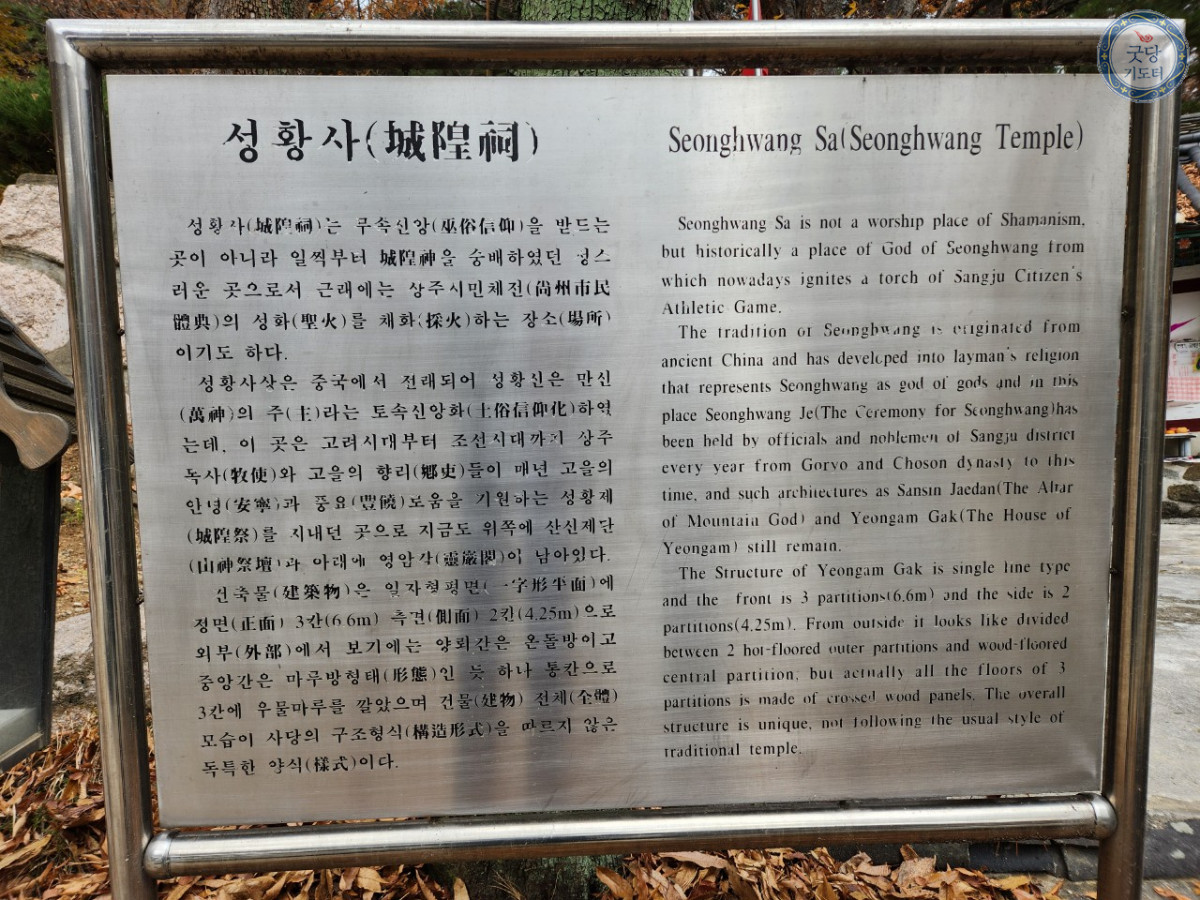 굿당
기도터
성황사(城隍祠)
성황사(城隍祠)는 무속신앙(巫俗信仰)을 받드는
곳이 아니라 일찍부터 城隍神을 숭배하였던 성스
러운 곳으로서 근래에는 상주시민체전(尙州市民
體典)의 성화(聖火)를 채화(採火)하는 장소(場所)
이기도 하다.
성황사상은 중국에서 전래되어 성황신은 만신
(萬神)의 주(主)라는 토속신앙화(土俗信仰化)하였
는데, 이 곳은 고려시대부터 조선시대까지 상주
목사(牧使)와 고을의 향리(鄕吏)들이 매년 고을의
안녕(安寧)과 풍요(豐饒)로움을 기원하는 성황제
(城隍祭)를 지내던 곳으로 지금도 위쪽에 산신제단
(山神祭壇)과 아래에 영암각(靈巖閣)이 남아있다.
건축물(建築物)은 일자형평면(一字形平面)에
정면(正面) 3칸(6.6m) 측면(側面) 2칸(4.25m)으로
외부(外部)에서 보기에는 양퇴간은 온돌방이고
중앙간은 마루방형태(形態)인 듯 하나 통칸으로
3칸에 우물마루를 깔았으며 건물(建物) 전체(全體)
모습이 사당의 구조형식(構造形式)을 따르지 않은
독특한 양식(樣式)이다.
Seonghwang Sa(Seonghwang Temple)
Seonghwang Sa is not a worship place of Shamanism,
but historically a place of God of Seonghwang from
which nowadays ignites a torch of Sangju Citizen's
Athletic Game.
The tradition of Seonghwang is originated from
ancient China and has developed into layman's religion
that represents Seonghwang as god of gods and in this
place Seonghwang Je(The Ceremony for Seonghwang)has
been held by officials and noblemen of Sangju district
every year from Goryo and Choson dynasty to this
time, and such architectures as Sansin Jaedan(The Altar
of Mountain God) and Yeongam Gak(The House of
Yeongam) still remain.
The Structure of Yeongam Gak is single line type
and the front is 3 partitions(6.6m) and the side is 2
partitions(4.25m). From outside it looks like divided
between 2 hot-floored outer partitions and wood-floored
central partition, but actually all the floors of 3
partitions is made of crossed wood panels. The overall
structure is unique, not following the usual style of
traditional temple.